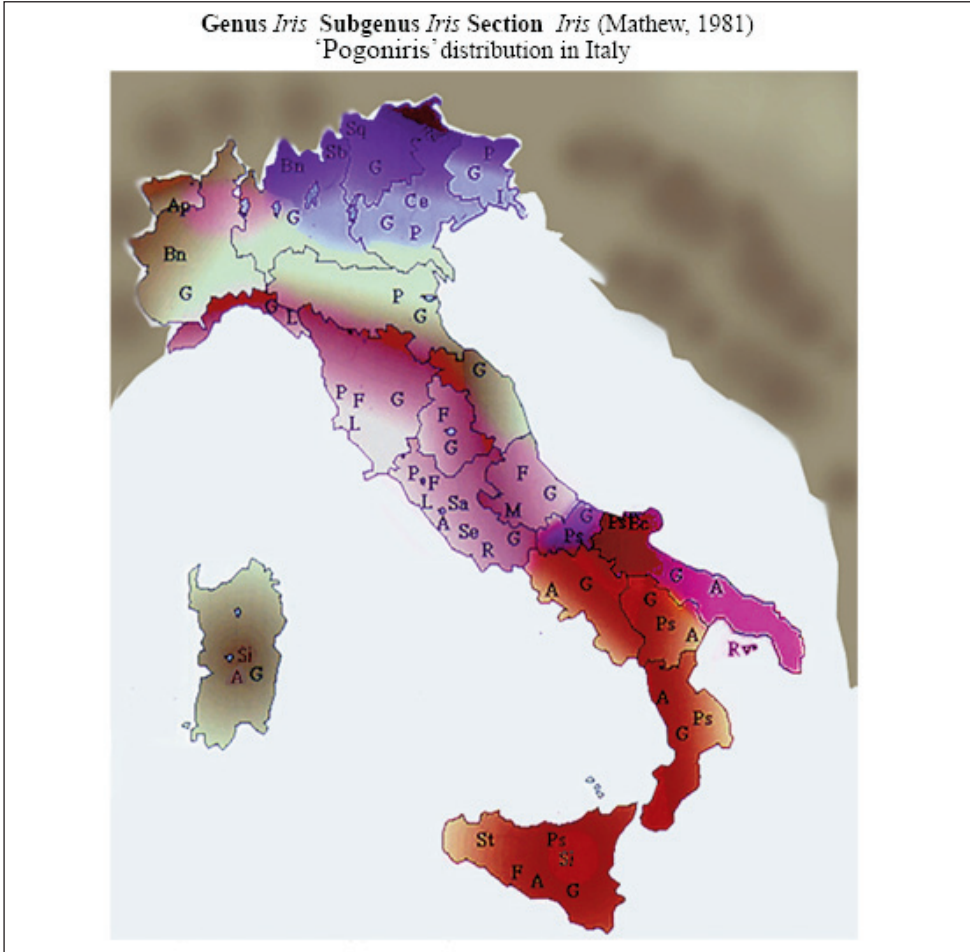 Genus Iris Subgenus Iris Section Iris (Mathew, 1981)
‘Pogoniris’ distribution in Italy
Sq
Bn Sb G P
G
Ap Ce I
G G P
Bn
G P
G L G
G
P F G
L F
G
P F F
L Sa G
A M
Se G Ps Bc
R G Ps
G A
A G G
Ps A
R
Si
A G
A Ps
G
St Ps
Si
F A G